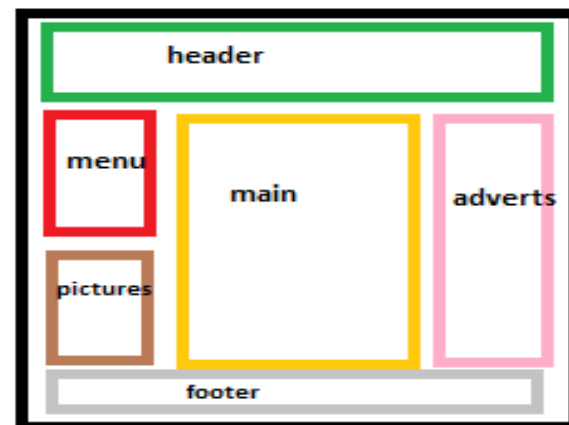 header
menu
main
adverts
pictures
footer